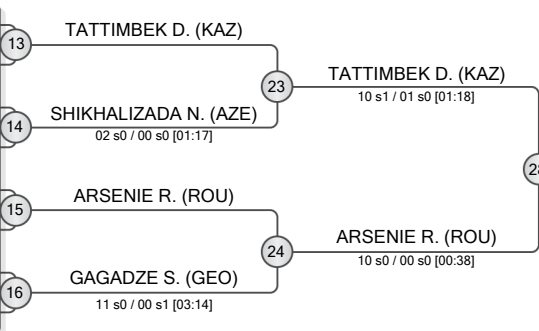 13
TATTIMBEK D. (KAZ)
23
TATTIMBEK D. (KAZ)
10 s1 / 01 s0 [01:18]
14
SHIKHALIZADA N. (AZE)
02 s0 / 00 s0 [01:17]
28
15
ARSENIE R. (ROU)
24
ARSENIE R. (ROU)
10 s0 / 00 s0 [00:38]
16
GAGADZE S. (GEO)
11 s0 / 00 s1 [03:14]